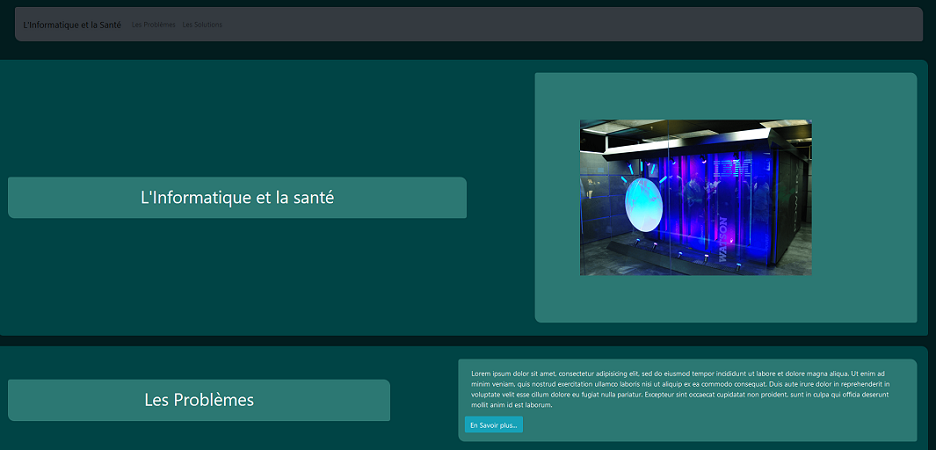 L'Informatique et la Santé Les Problèmes Les Solutions
L'Informatique et la santé
WATSON
Les Problèmes
Lorem ipsum dolor sit amet, consectetur adipisicing elit, sed do eiusmod tempor incididunt ut labore et dolore magna aliqua. Ut enim ad
minim veniam, quis nostrud exercitation ullamco laboris nisi ut aliquip ex ea commodo consequat. Duis aute irure dolor in reprehenderit in
voluptate velit esse cillum dolore eu fugiat nulla pariatur. Excepteur sint occaecat cupidatat non proident, sunt in culpa qui officia deserunt
mollit anim id est laborum.
En Savoir plus...